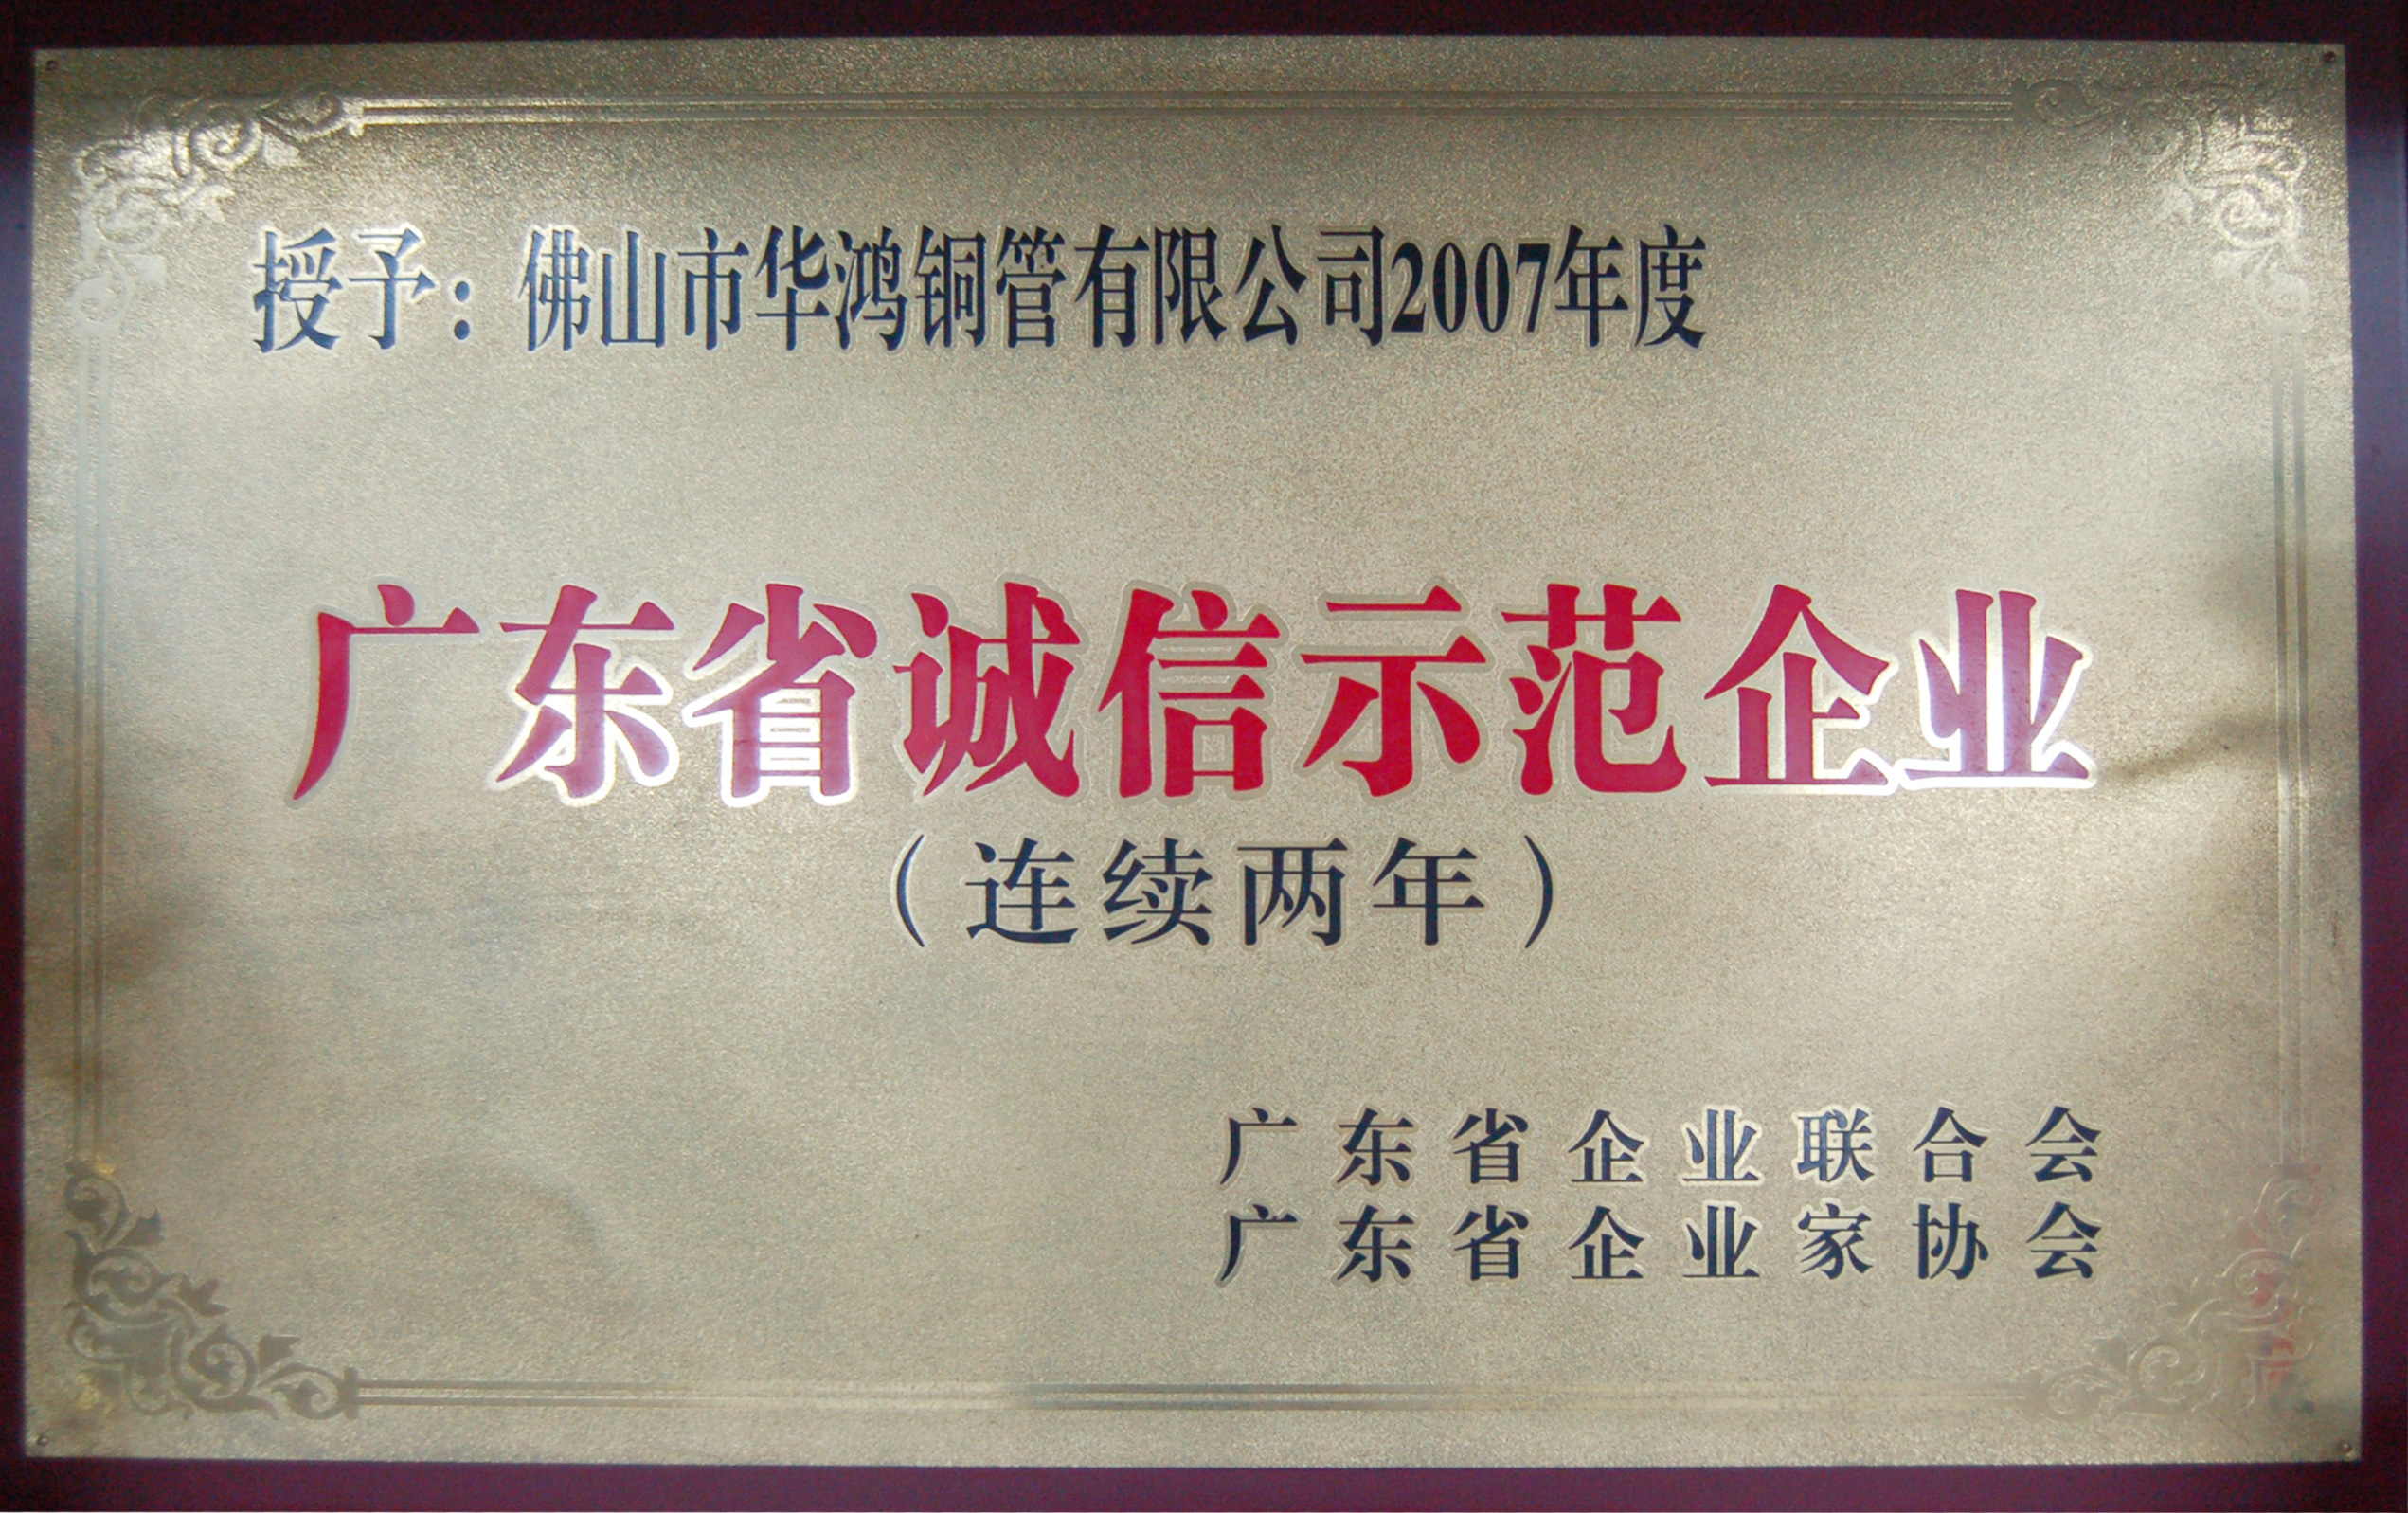 授予：佛山市华鸿铜管有限公司2007年度
广东省诚信示范企业
（连续两年）
广东省企业联合会
广东省企业家协会